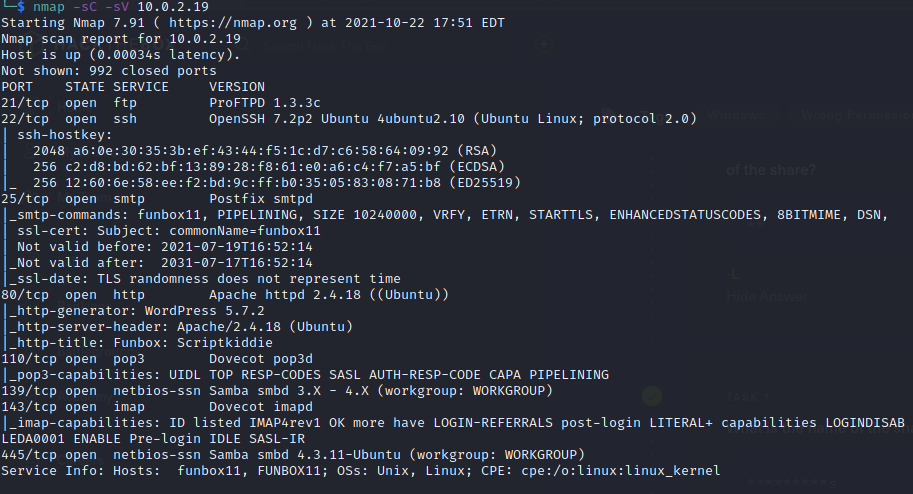 └─$ nmap -sC -sV 10.0.2.19
Starting Nmap 7.91 ( https://nmap.org ) at 2021-10-22 17:51 EDT
Nmap scan report for 10.0.2.19
Host is up (0.00034s latency).
Not shown: 992 closed ports
PORT    STATE SERVICE     VERSION
21/tcp  open  ftp         ProFTPD 1.3.3c
22/tcp  open  ssh         OpenSSH 7.2p2 Ubuntu 4ubuntu2.10 (Ubuntu Linux; protocol 2.0)
| ssh-hostkey:
|   2048 a6:0e:30:35:3b:ef:43:44:f5:1c:d7:c6:58:64:09:92 (RSA)
|   256 c2:d8:bd:62:bf:13:89:28:f8:61:e0:a6:c4:f7:a5:bf (ECDSA)
|_  256 12:60:6e:58:ee:f2:bd:9c:ff:b0:35:05:83:08:71:b8 (ED25519)
25/tcp  open  smtp        Postfix smtpd
|_smtp-commands: funbox11, PIPELINING, SIZE 10240000, VRFY, ETRN, STARTTLS, ENHANCEDSTATUSCODES, 8BITMIME, DSN,
| ssl-cert: Subject: commonName=funbox11
| Not valid before: 2021-07-19T16:52:14
|_Not valid after:  2031-07-17T16:52:14
|_ssl-date: TLS randomness does not represent time
80/tcp  open  http        Apache httpd 2.4.18 ((Ubuntu))
|_http-generator: WordPress 5.7.2
|_http-server-header: Apache/2.4.18 (Ubuntu)
|_http-title: Funbox: Scriptkiddie
110/tcp open  pop3        Dovecot pop3d
|_pop3-capabilities: UIDL TOP RESP-CODES SASL AUTH-RESP-CODE CAPA PIPELINING
139/tcp open  netbios-ssn Samba smbd 3.X - 4.X (workgroup: WORKGROUP)
143/tcp open  imap        Dovecot imapd
|_imap-capabilities: ID listed IMAP4rev1 OK more have LOGIN-REFERRALS post-login LITERAL+ capabilities LOGINDISAB
LEDA0001 ENABLE Pre-login IDLE SASL-IR
445/tcp open  netbios-ssn Samba smbd 4.3.11-Ubuntu (workgroup: WORKGROUP)
Service Info: Hosts:  funbox11, FUNBOX11; OSs: Unix, Linux; CPE: cpe:/o:linux:linux_kernel
of the share?
Hide Answer
TASK 7